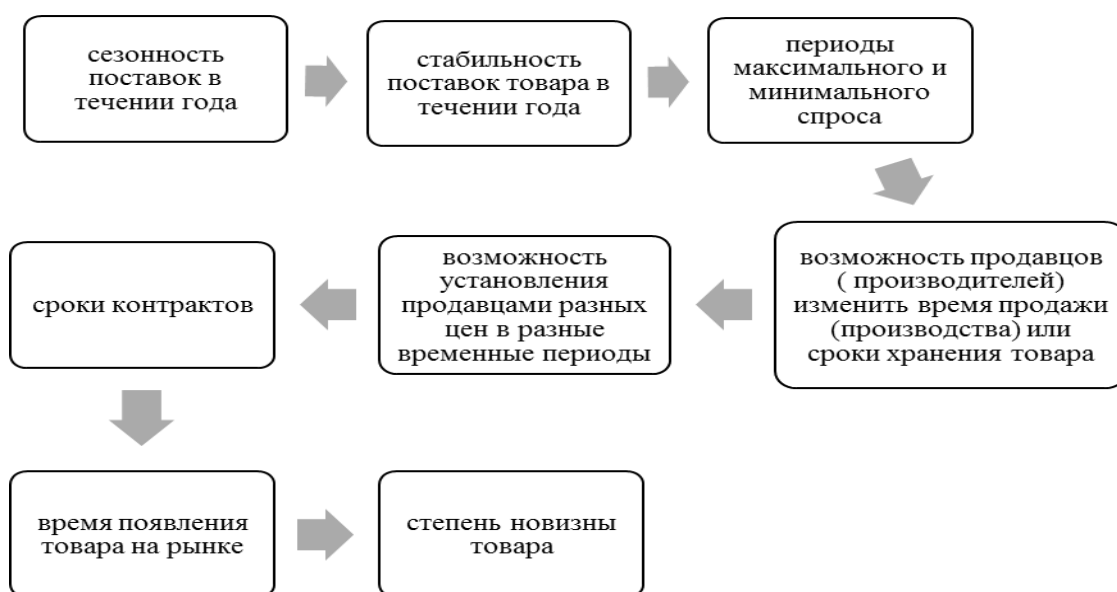 сезонность
поставок в
течении года
стабильность
поставок товара в
течении года
периоды
максимального и
минимального
спроса
возможность продавцов
( производителей)
изменить время продажи
(производства) или
сроки хранения товара
возможность
установления
продавцами разных
цен в разные
временные периоды
сроки контрактов
время появления
товара на рынке
степень новизны
товара